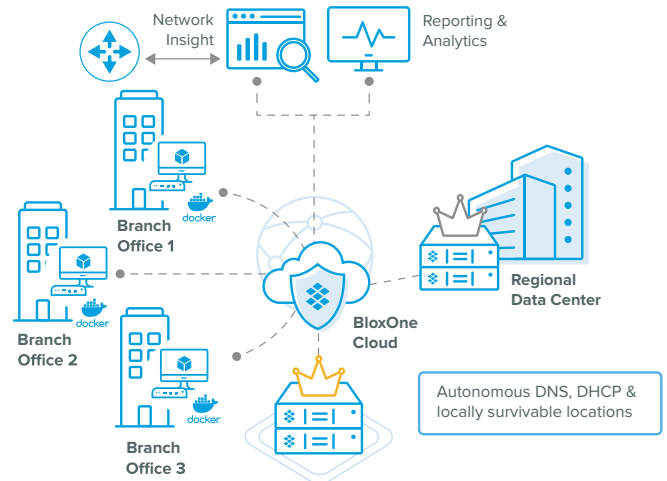 Network
Insight
Reporting &
Analytics
docker
Branch
Office 1
docker
Branch
Office 2
docker
Branch
Office 3
BloxOne
Cloud
Regional
Data Center
Autonomous DNS, DHCP &
locally survivable locations